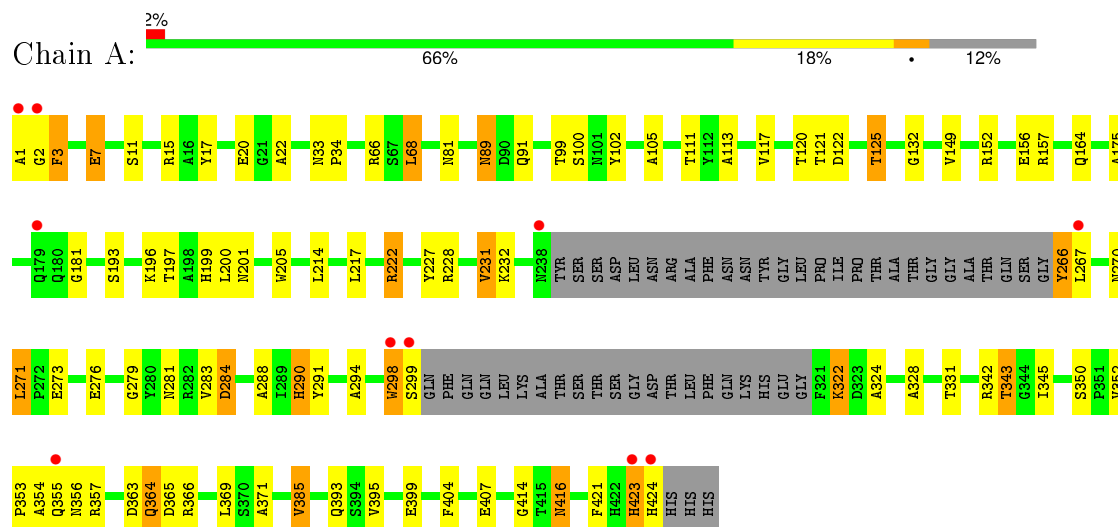 2%
Chain A:
66% 18% • 12%
A1 G2 F3 E7 S11 R15 A16 Y17 E20 G21 A22 N33 P34 R66 S67 L68 N81 N89 D90 Q91 T99 S100 N101 Y102 A105 T111 Y112 A113 V117 T120 T121 D122 T125 G132 V149 R152 E156 R157 Q164 A175
Q179 Q180 G181 S193 K196 T197 A198 H199 L200 N201 W205 L214 L217 R222 Y227 R228 V231 K232 N238 TYR SER SER ASP LEU ASN ARG ALA PHE ASN ASN TYR GLY LEU PRO ILE PRO THR ALA THR GLY GLY ALA THR GLN SER GLY Y266 L267 N270
L271 P272 E273 E276 G279 Y280 N281 R282 V283 D284 A288 I289 H290 Y291 A294 W298 S299 GLN PHE GLN GLN LEU LYS ALA THR SER THR SER GLY ASP THR LEU PHE GLN LYS HIS GLU GLY F321 K322 D323 A324 A328 T331 R342 T343 G344 I345 S350 P351 V352
P353 A354 Q355 N356 R357 D363 Q364 D365 R366 L369 S370 A371 V385 Q393 S394 V395 E399 F404 E407 G414 T415 N416 F421 H422 H423 H424 HIS HIS HIS